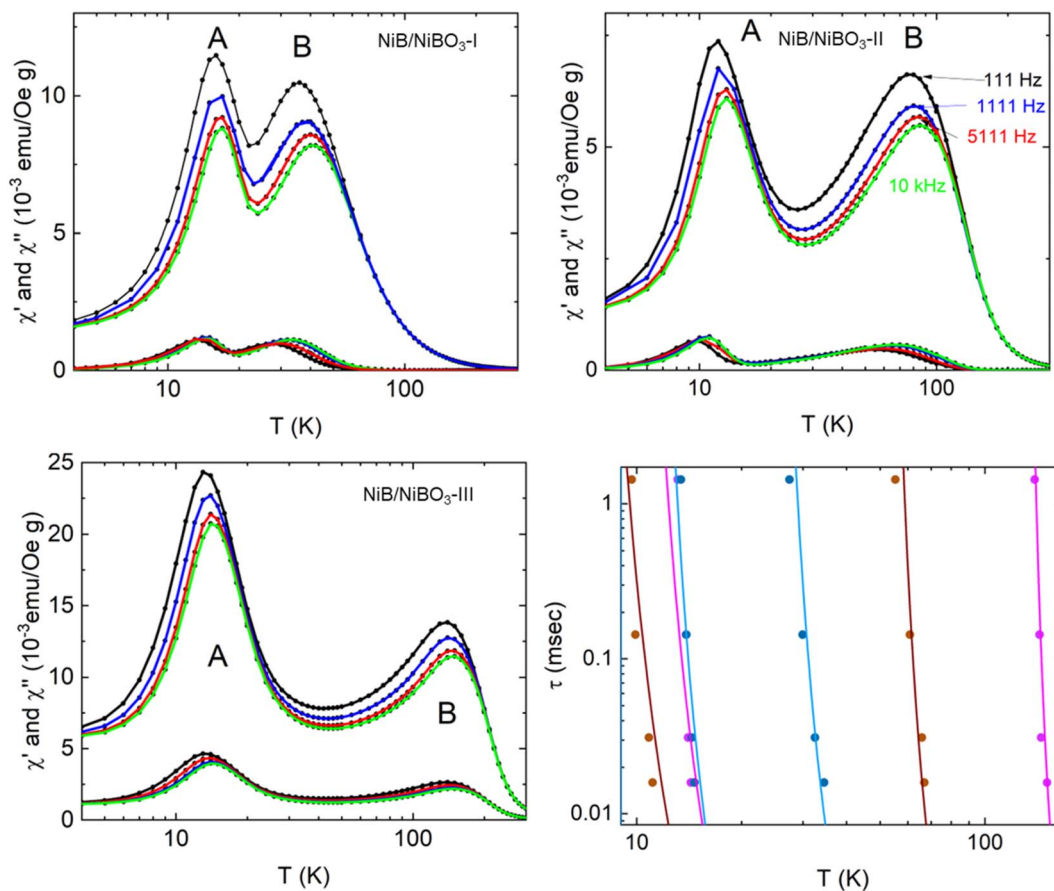 A
B
NiB/NiBO₃-I
10
5
0
χ' and χ'' (10⁻³ emu/Oe g)
10
100
T (K)
NiB/NiBO₃-II
A
B
111 Hz
1111 Hz
5111 Hz
10 kHz
5
0
χ' and χ'' (10⁻³emu/Oe g)
10
100
T (K)
NiB/NiBO₃-III
25
20
15
10
5
0
A
B
χ' and χ'' (10⁻³emu/Oe g)
10
100
T (K)
1
0.1
0.01
τ (msec)
10
100
T (K)